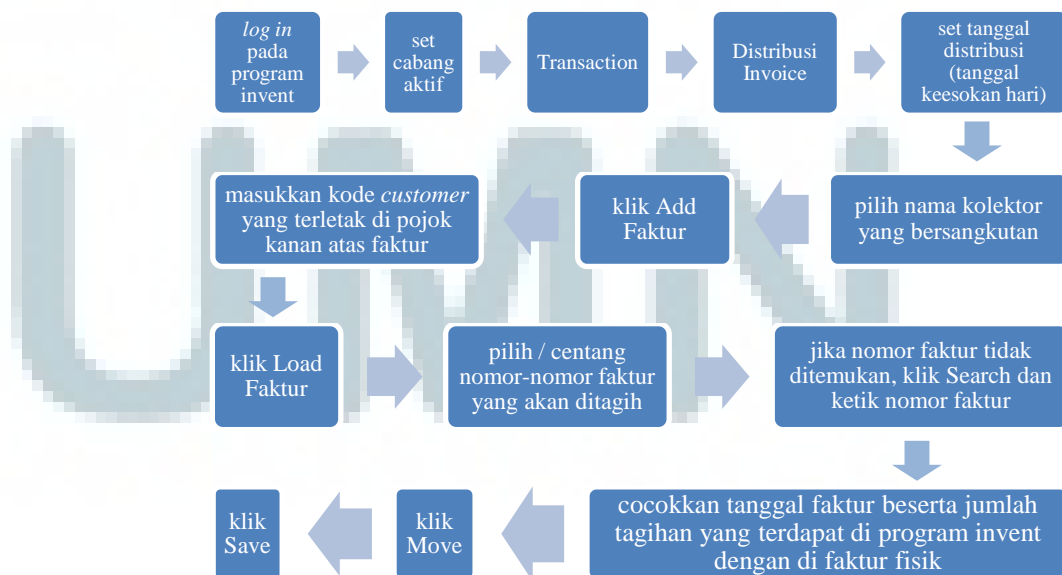 log in
pada
program
invent
set
cabang
aktif
Transaction
Distribusi
Invoice
set tanggal
distribusi
(tanggal
keesokan hari)
pilih nama kolektor
yang bersangkutan
klik Add
Faktur
masukkan kode customer
yang terletak di pojok
kanan atas faktur
klik Load
Faktur
pilih / centang
nomor-nomor faktur
yang akan ditagih
jika nomor faktur tidak
ditemukan, klik Search dan
ketik nomor faktur
cocokkan tanggal faktur beserta jumlah
tagihan yang terdapat di program invent
dengan di faktur fisik
klik
Move
klik
Save
UMN